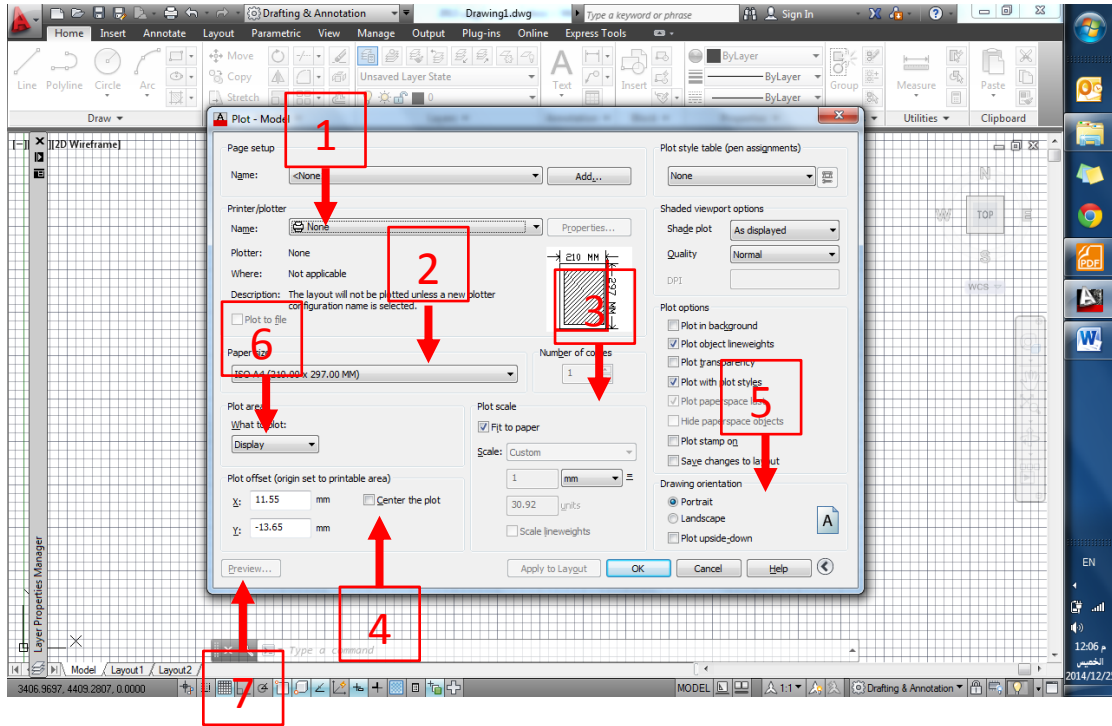 Drafting & Annotation
Drawing1.dwg
Type a keyword or phrase
Sign In
Home Insert Annotate Layout Parametric View Manage Output Plug-ins Online Express Tools
Line Polyline Circle Arc
Move
Copy
Stretch
Unsaved Layer State
0
Text
Insert
ByLayer
ByLayer
ByLayer
Group
Measure
Paste
Draw
Utilities
Clipboard
[-][2D Wireframe]
Plot - Model
1
Page setup
Name: <None
Add...
Plot style table (pen assignments)
None
Printer/plotter
Name: None
Properties...
Plotter: None
Where: Not applicable
Description: The layout will not be plotted unless a new plotter
configuration name is selected.
Plot to file
210 MM
297 MM
2
3
6
Shaded viewport options
Shade plot As displayed
Quality Normal
DPI
Paper size
ISO A4 (210.00 x 297.00 MM)
Number of copies
1
Plot options
Plot in background
Plot object lineweights
Plot transparency
Plot with plot styles
Plot paperspace last
Hide paperspace objects
Plot stamp on
Save changes to layout
5
Plot area
What to plot:
Display
Plot scale
Fit to paper
Scale: Custom
1 mm =
30.92 units
Scale lineweights
Plot offset (origin set to printable area)
X: 11.55 mm
Center the plot
Y: -13.65 mm
Drawing orientation
Portrait
Landscape
Plot upside-down
A
Preview...
Apply to Layout
OK
Cancel
Help
4
7
N
W
TOP
E
S
WCS
Layer Properties Manager
Type a command
Model Layout1 Layout2
3406.9697, 4409.2807, 0.0000
MODEL
1:1
Drafting & Annotation
PDF
EN
12:06 م
الخميس